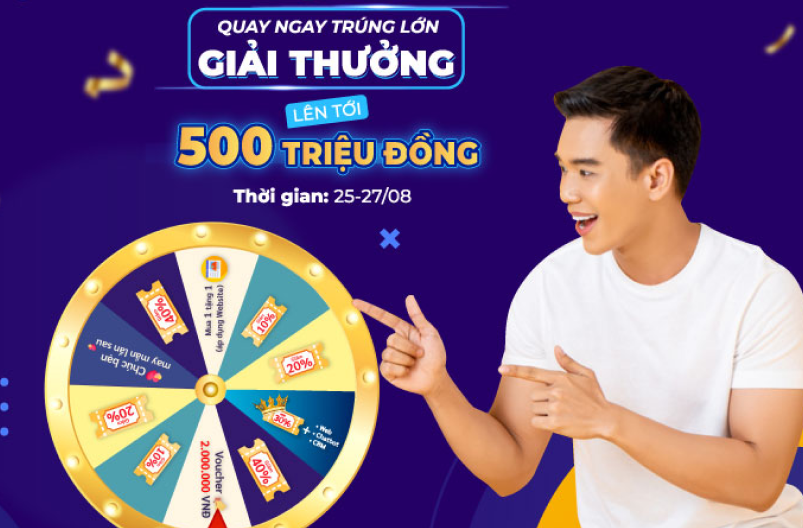 QUAY NGAY TRÚNG LỚN
GIẢI THƯỞNG
LÊN TỚI
500 TRIỆU ĐỒNG
Thời gian: 25-27/08
Mua 1 tặng 1
(áp dụng Website)
10%
20%
30%
+
• Web
• Chatbot
• CRM
40%
Voucher
2.000.000 VNĐ
10%
20%
Chúc bạn
may mắn lần sau
40%